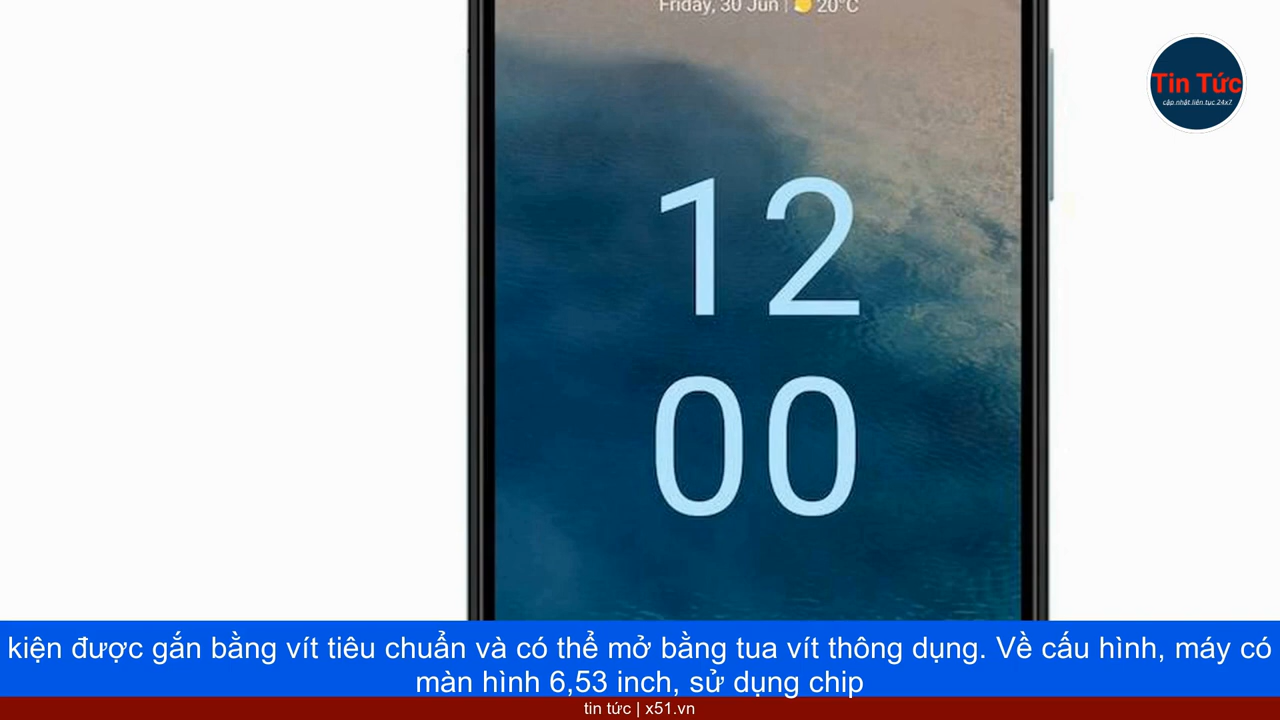 Friday, 30 Jun | 20°C
Tin Tức
cập nhật liên tục 24x7
12
00
kiện được gắn bằng vít tiêu chuẩn và có thể mở bằng tua vít thông dụng. Về cấu hình, máy có
màn hình 6,53 inch, sử dụng chip
tin tức | x51.vn